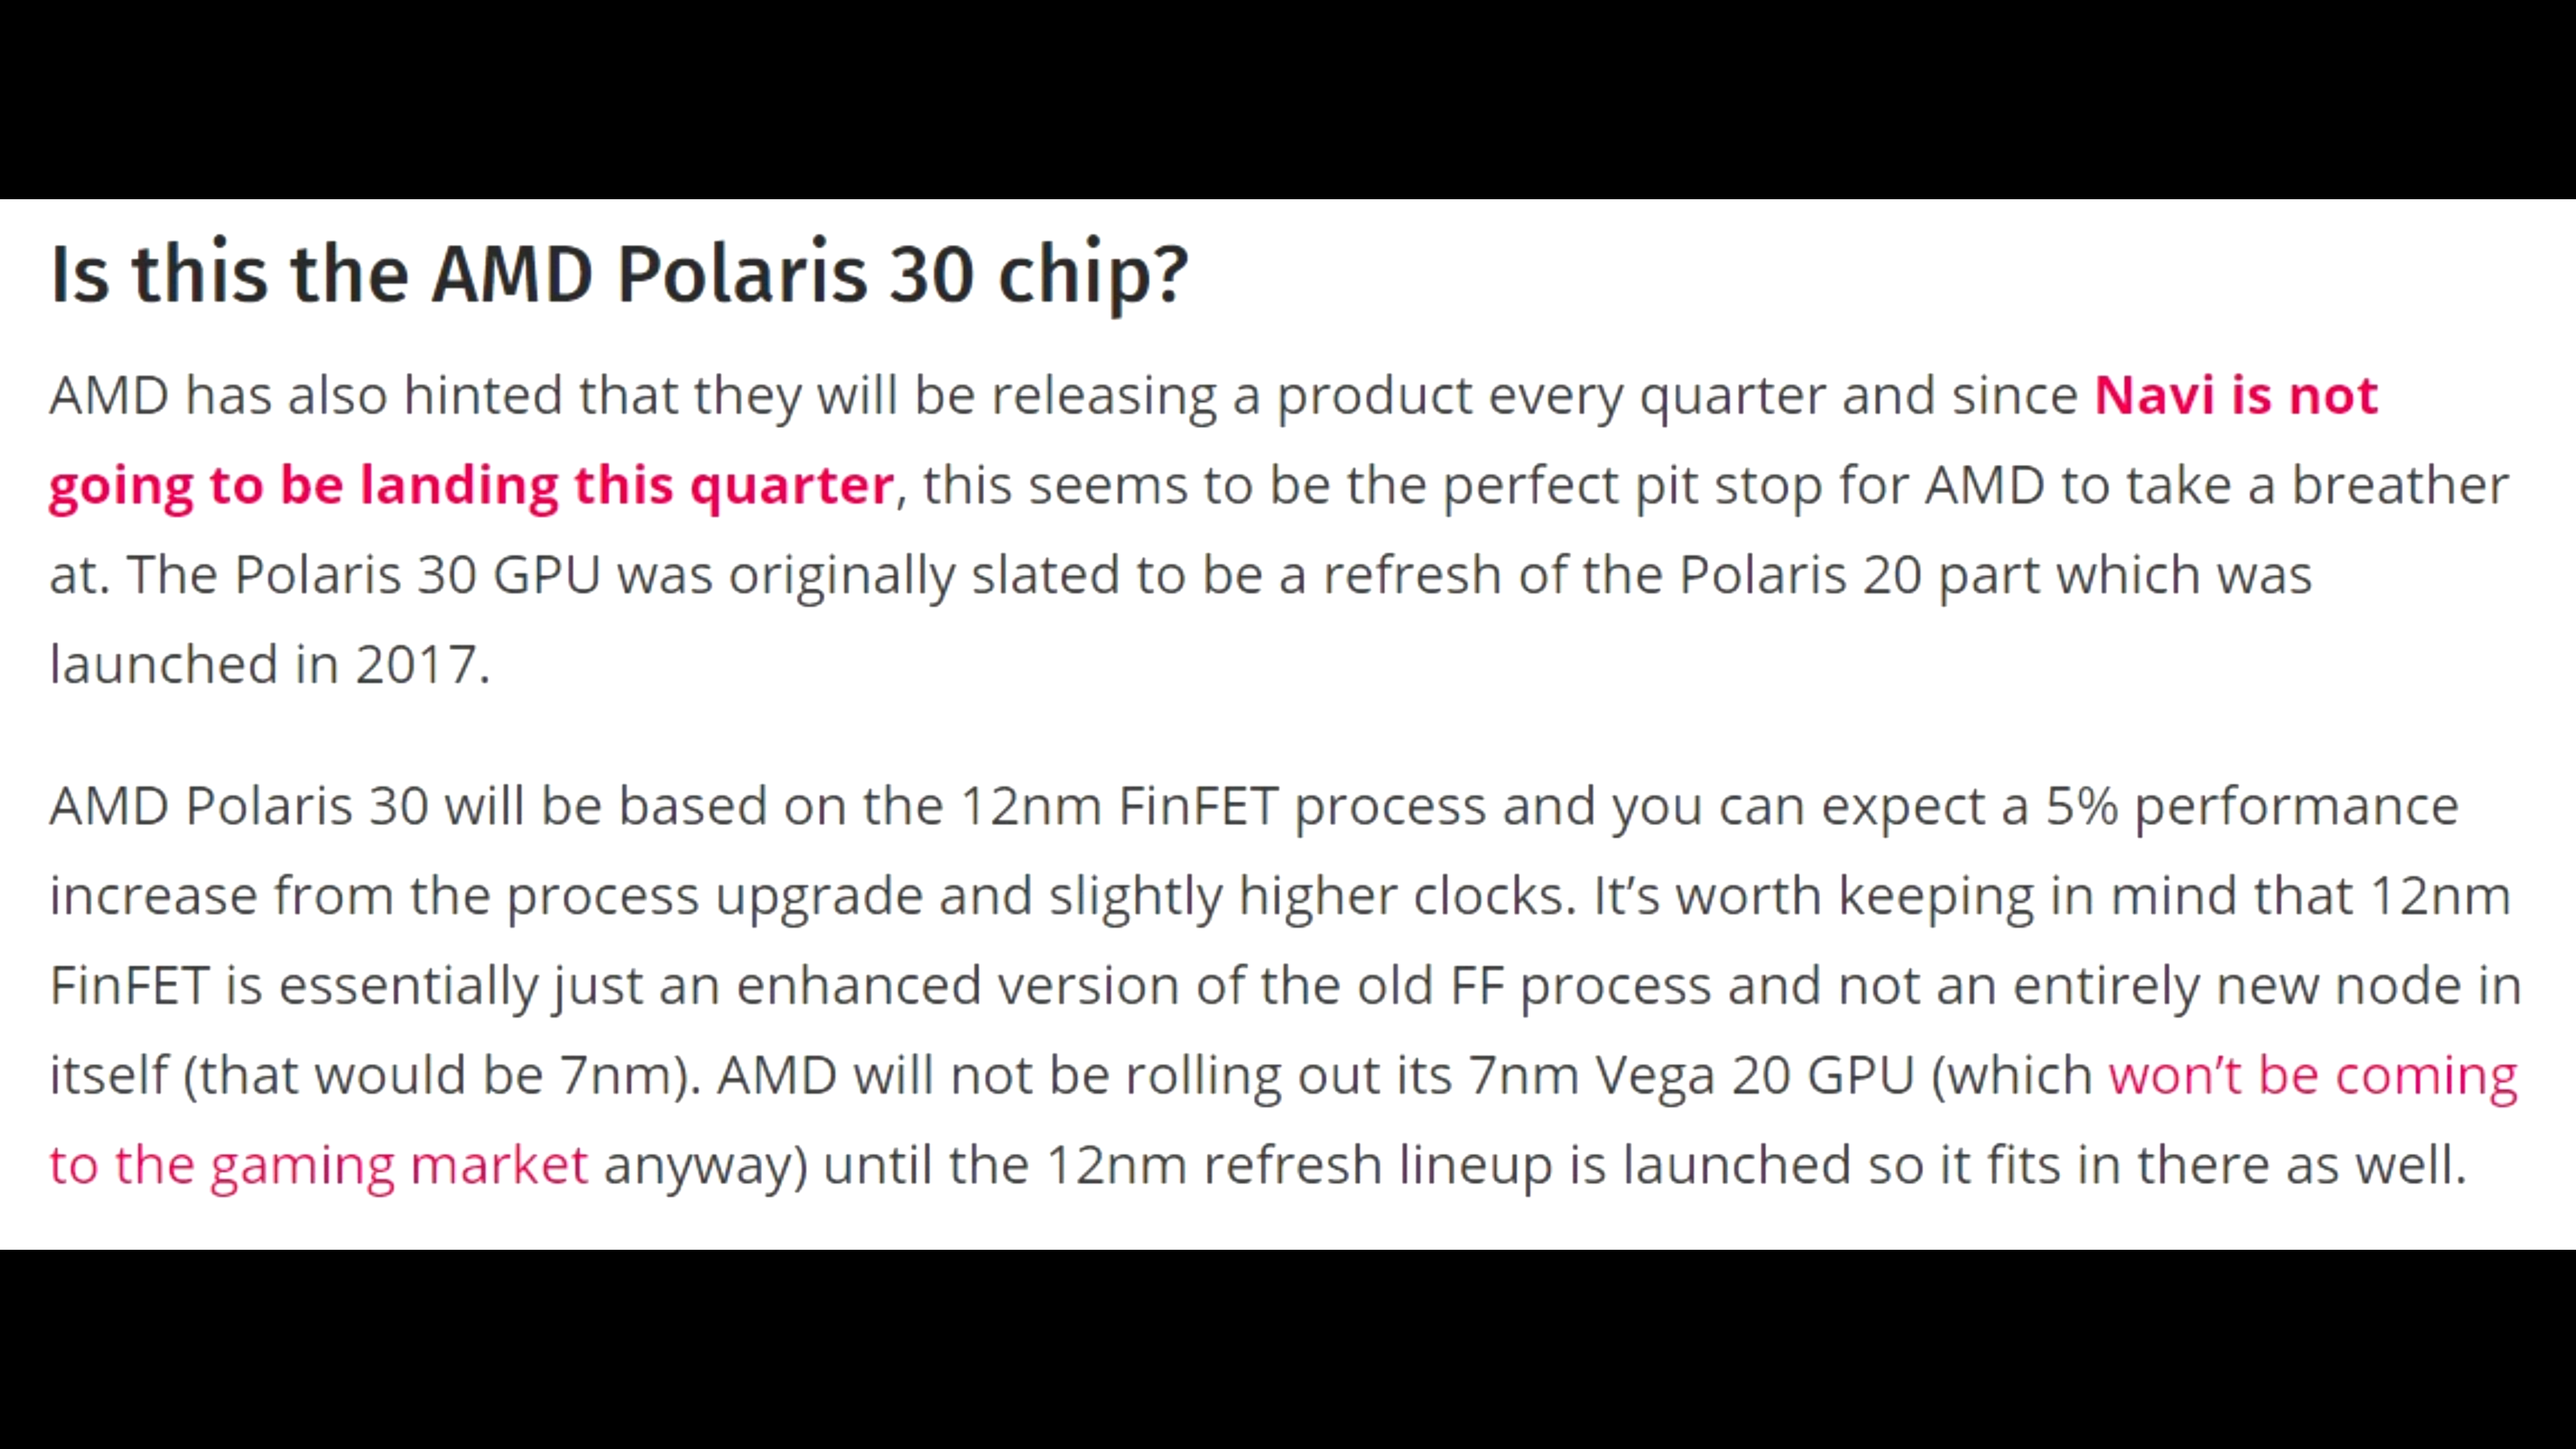 Is this the AMD Polaris 30 chip?
AMD has also hinted that they will be releasing a product every quarter and since Navi is not
going to be landing this quarter, this seems to be the perfect pit stop for AMD to take a breather
at. The Polaris 30 GPU was originally slated to be a refresh of the Polaris 20 part which was
launched in 2017.
AMD Polaris 30 will be based on the 12nm FinFET process and you can expect a 5% performance
increase from the process upgrade and slightly higher clocks. It’s worth keeping in mind that 12nm
FinFET is essentially just an enhanced version of the old FF process and not an entirely new node in
itself (that would be 7nm). AMD will not be rolling out its 7nm Vega 20 GPU (which won’t be coming
to the gaming market anyway) until the 12nm refresh lineup is launched so it fits in there as well.